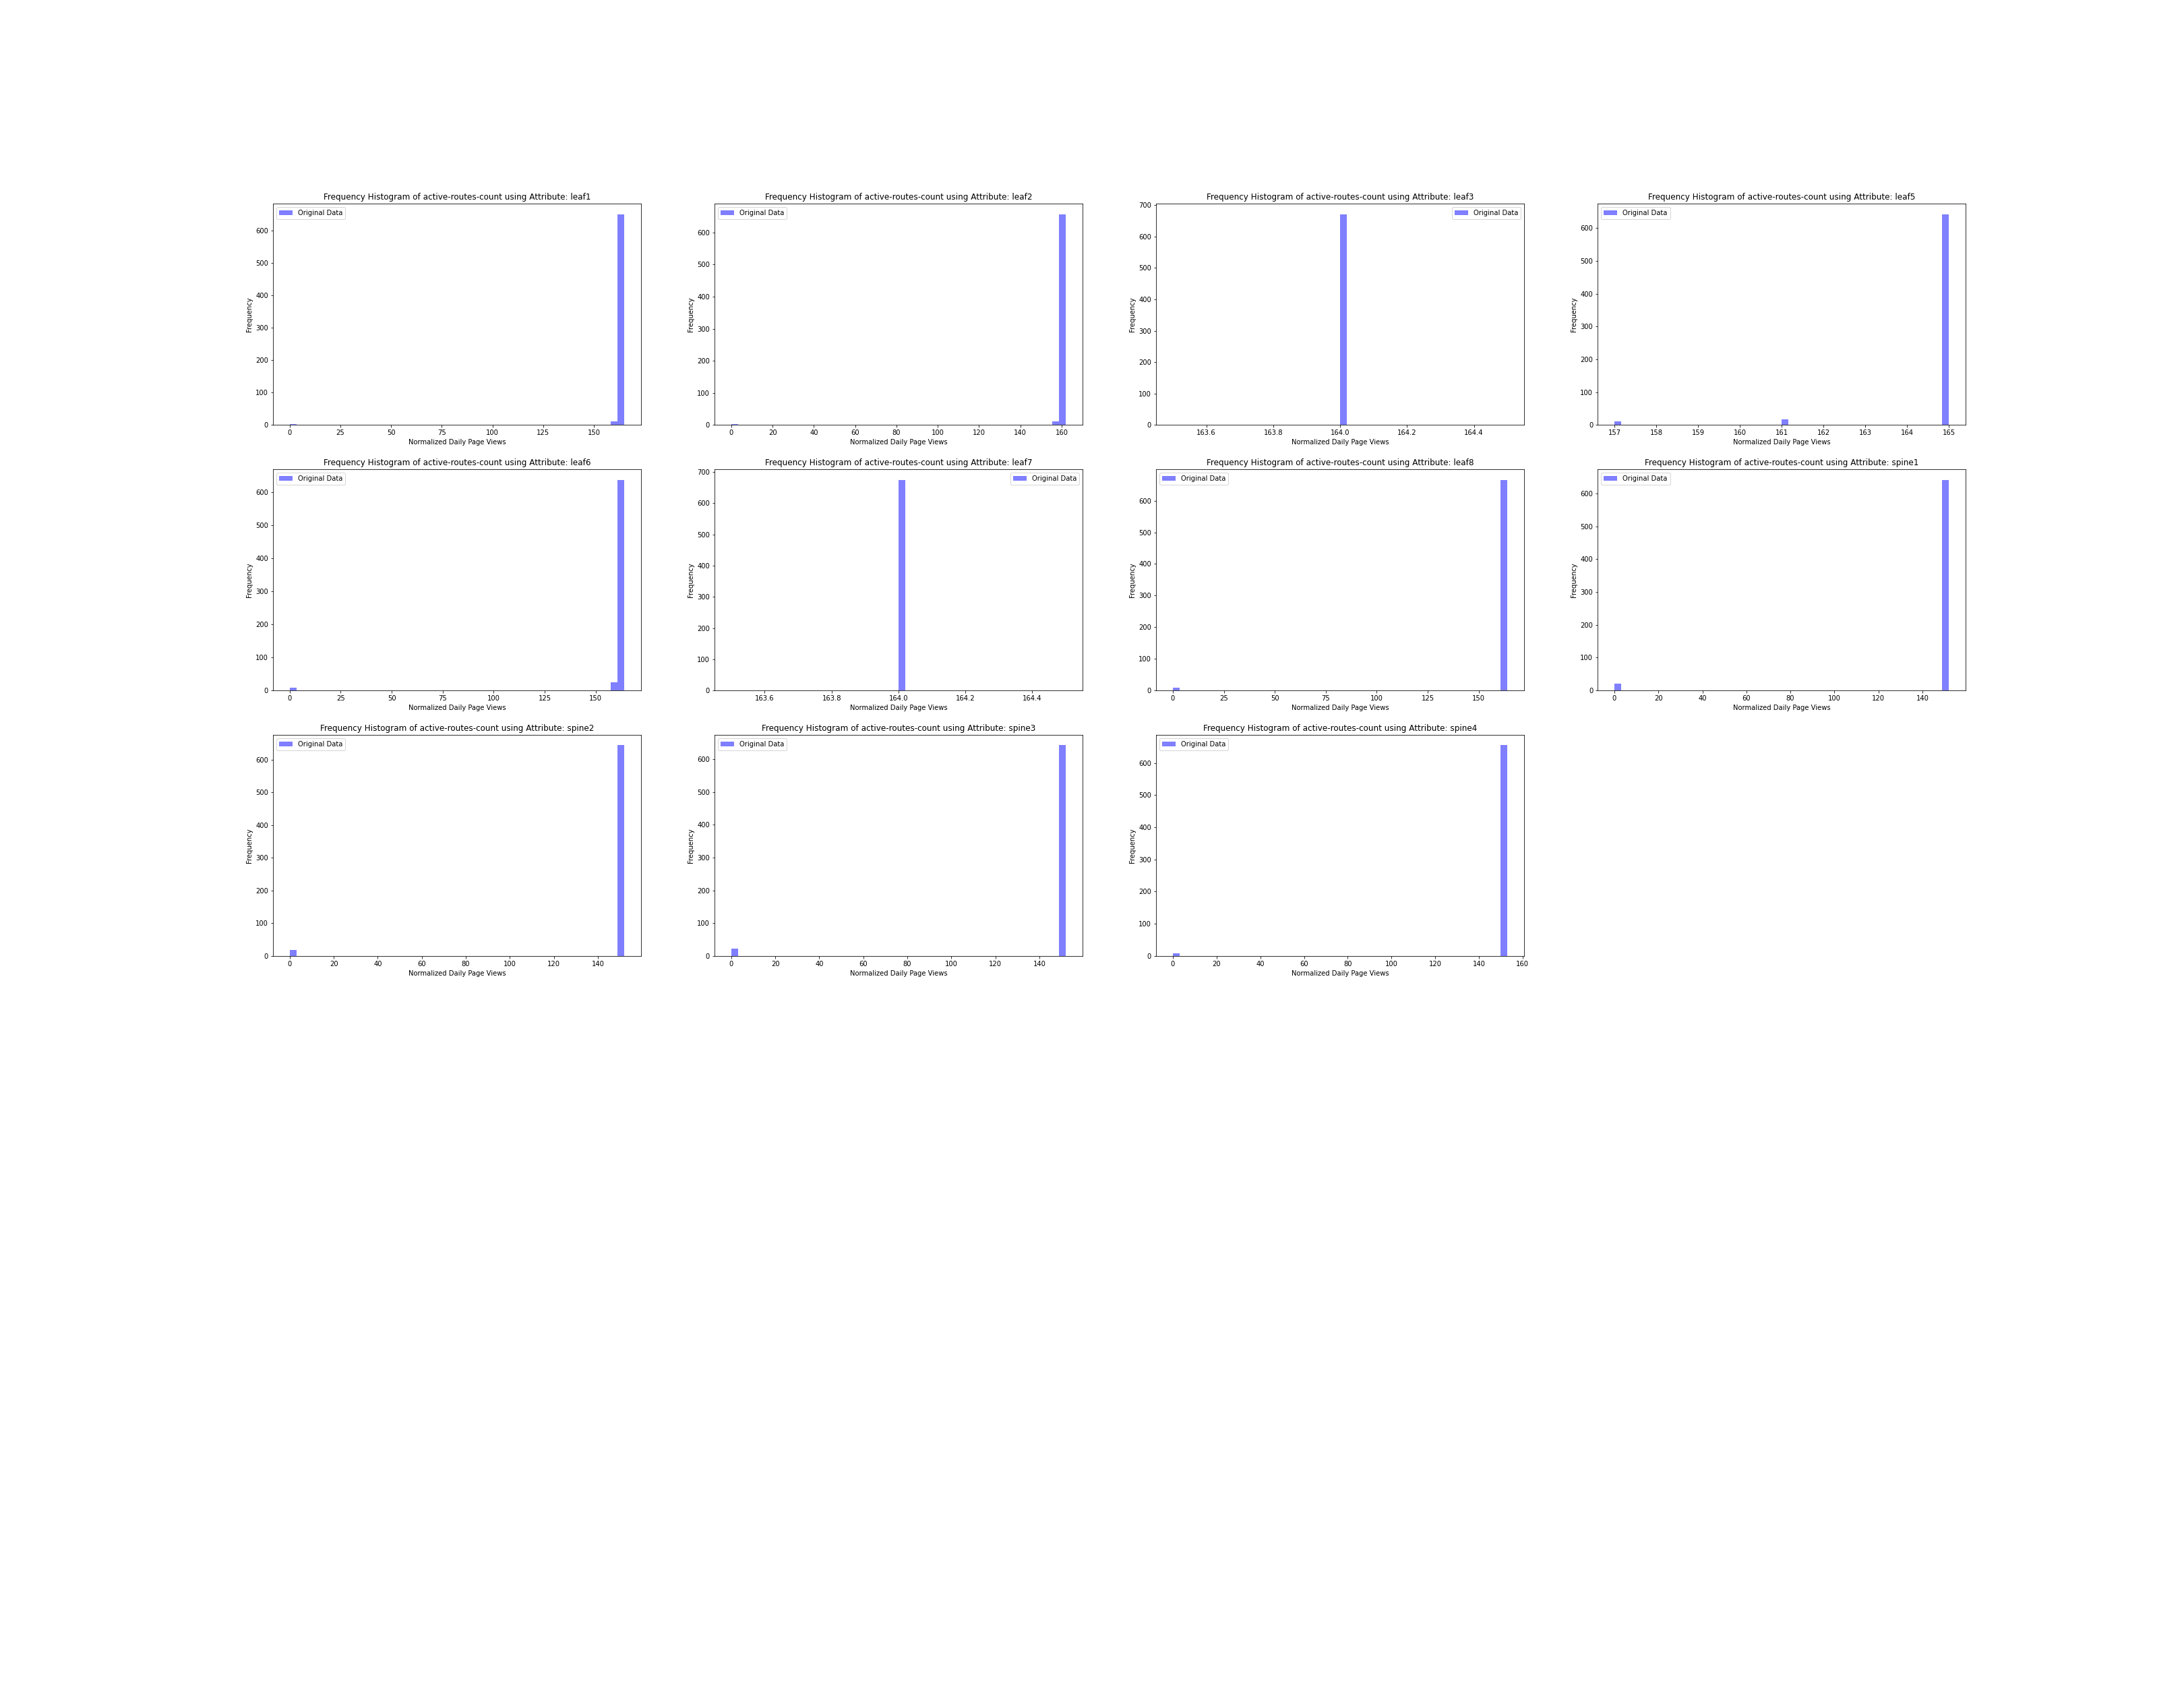 Frequency Histogram of active-routes-count using Attribute: leaf1
Original Data
600
500
400
300
200
100
0
Frequency
0 25 50 75 100 125 150
Normalized Daily Page Views
Frequency Histogram of active-routes-count using Attribute: leaf2
Original Data
600
500
400
300
200
100
0
Frequency
0 20 40 60 80 100 120 140 160
Normalized Daily Page Views
Frequency Histogram of active-routes-count using Attribute: leaf3
Original Data
700
600
500
400
300
200
100
0
Frequency
163.6 163.8 164.0 164.2 164.4
Normalized Daily Page Views
Frequency Histogram of active-routes-count using Attribute: leaf5
Original Data
600
500
400
300
200
100
0
Frequency
157 158 159 160 161 162 163 164 165
Normalized Daily Page Views
Frequency Histogram of active-routes-count using Attribute: leaf6
Original Data
600
500
400
300
200
100
0
Frequency
0 25 50 75 100 125 150
Normalized Daily Page Views
Frequency Histogram of active-routes-count using Attribute: leaf7
Original Data
700
600
500
400
300
200
100
0
Frequency
163.6 163.8 164.0 164.2 164.4
Normalized Daily Page Views
Frequency Histogram of active-routes-count using Attribute: leaf8
Original Data
600
500
400
300
200
100
0
Frequency
0 25 50 75 100 125 150
Normalized Daily Page Views
Frequency Histogram of active-routes-count using Attribute: spine1
Original Data
600
500
400
300
200
100
0
Frequency
0 20 40 60 80 100 120 140
Normalized Daily Page Views
Frequency Histogram of active-routes-count using Attribute: spine2
Original Data
600
500
400
300
200
100
0
Frequency
0 20 40 60 80 100 120 140
Normalized Daily Page Views
Frequency Histogram of active-routes-count using Attribute: spine3
Original Data
600
500
400
300
200
100
0
Frequency
0 20 40 60 80 100 120 140
Normalized Daily Page Views
Frequency Histogram of active-routes-count using Attribute: spine4
Original Data
600
500
400
300
200
100
0
Frequency
0 20 40 60 80 100 120 140 160
Normalized Daily Page Views